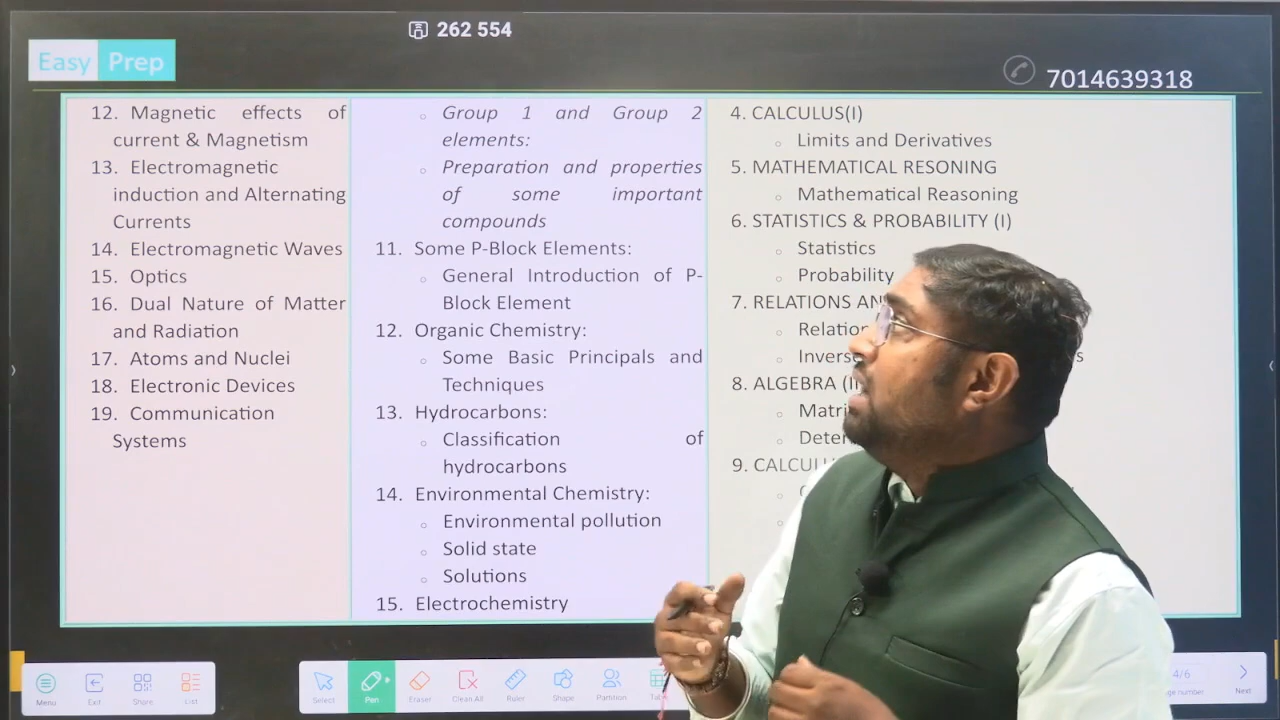 262 554
Easy Prep
7014639318
12. Magnetic effects of
current & Magnetism
13. Electromagnetic
induction and Alternating
Currents
14. Electromagnetic Waves
15. Optics
16. Dual Nature of Matter
and Radiation
17. Atoms and Nuclei
18. Electronic Devices
19. Communication
Systems
Group 1 and Group 2
elements:
Preparation and properties
of some important
compounds
11. Some P-Block Elements:
General Introduction of P-
Block Element
12. Organic Chemistry:
Some Basic Principals and
Techniques
13. Hydrocarbons:
Classification of
hydrocarbons
14. Environmental Chemistry:
Environmental pollution
Solid state
Solutions
15. Electrochemistry
4. CALCULUS(I)
Limits and Derivatives
5. MATHEMATICAL RESONING
Mathematical Reasoning
6. STATISTICS & PROBABILITY (I)
Statistics
Probability
7. RELATIONS
Inverse
8. ALGEBRA
9.
Menu Exit Share List
Select Pen Eraser Clean All Ruler Shape Partition
4/6
number Next